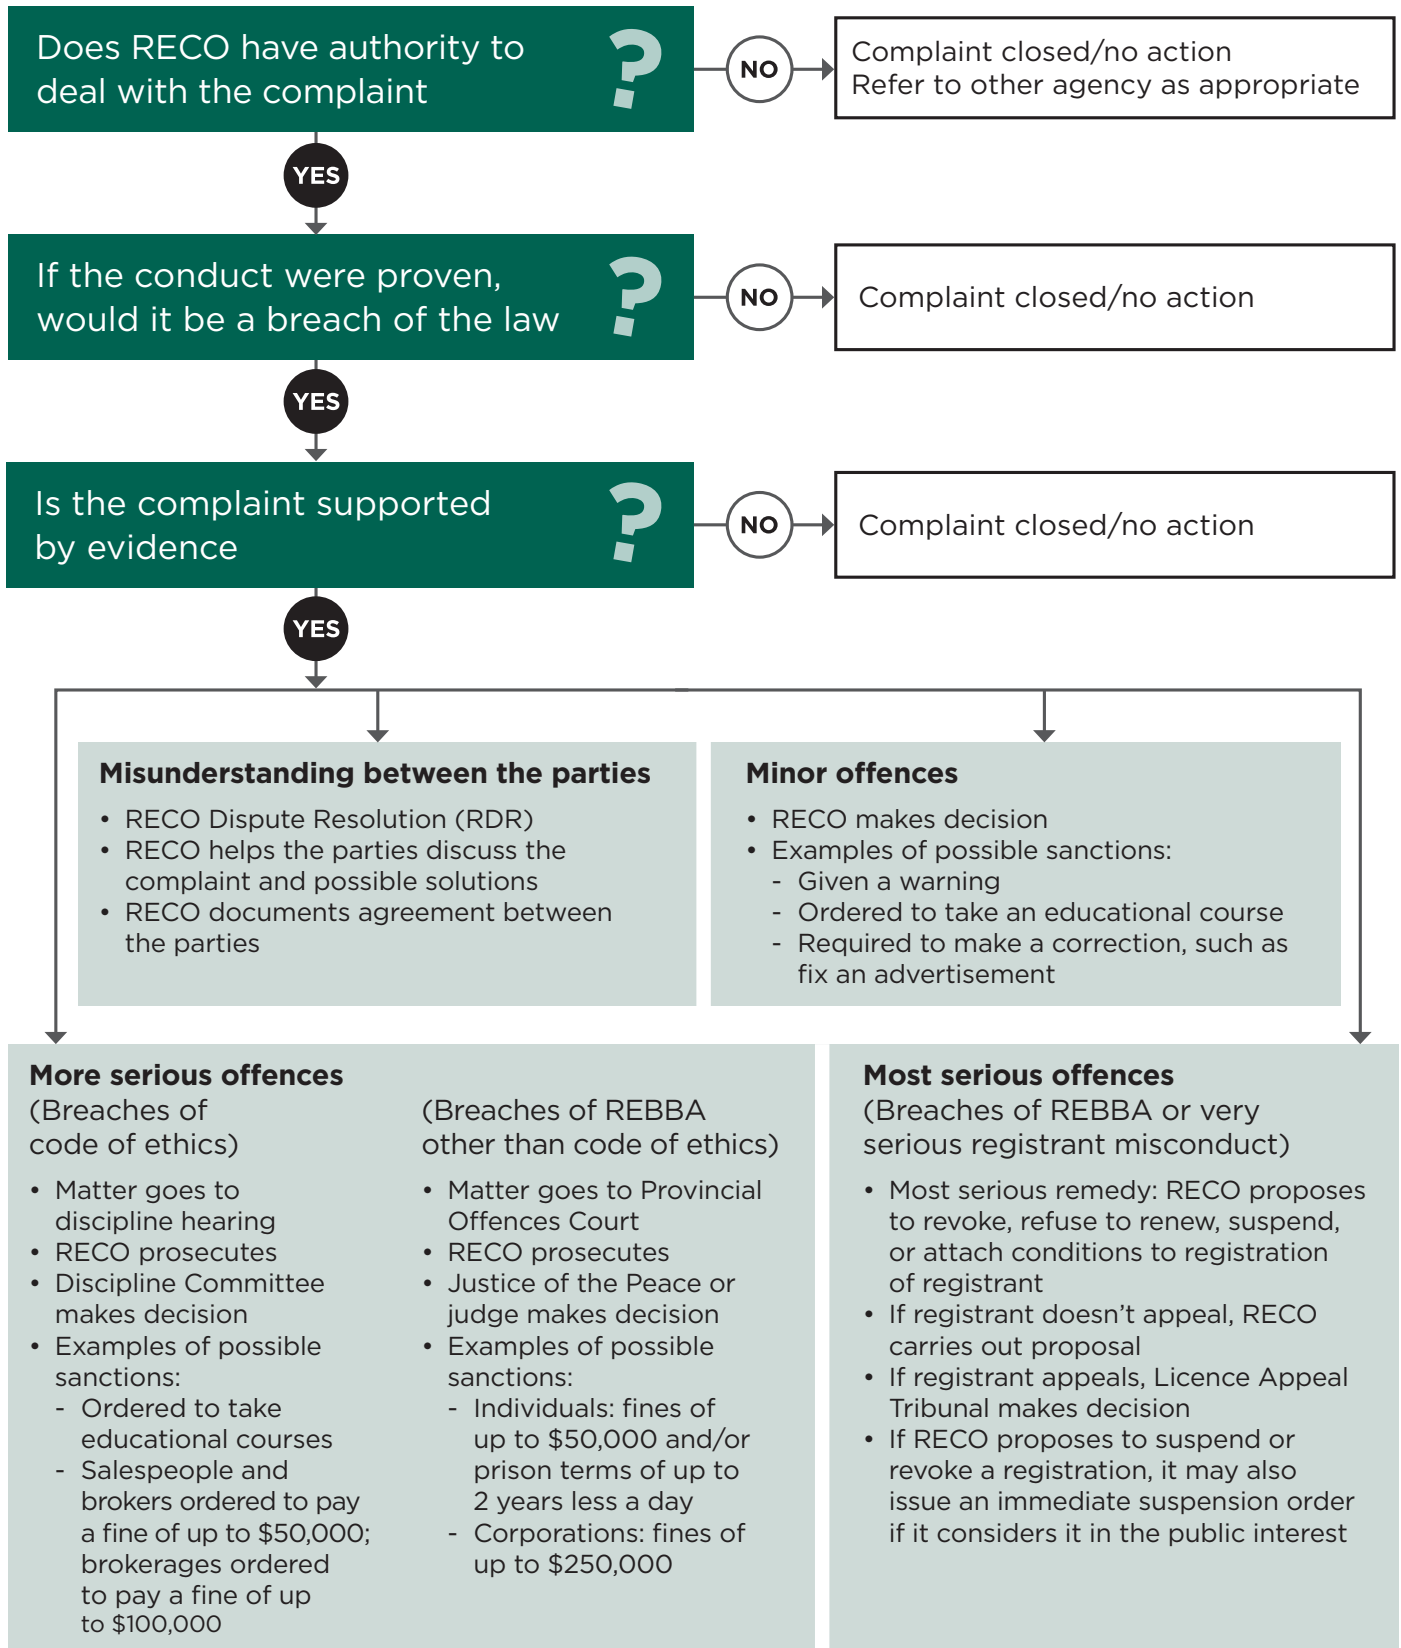 Does RECO have authority to
deal with the complaint
?
NO
Complaint closed/no action
Refer to other agency as appropriate
YES
If the conduct were proven,
would it be a breach of the law
?
NO
Complaint closed/no action
YES
Is the complaint supported
by evidence
?
NO
Complaint closed/no action
YES
Misunderstanding between the parties
• RECO Dispute Resolution (RDR)
• RECO helps the parties discuss the
complaint and possible solutions
• RECO documents agreement between
the parties
Minor offences
• RECO makes decision
• Examples of possible sanctions:
- Given a warning
- Ordered to take an educational course
- Required to make a correction, such as
fix an advertisement
More serious offences
(Breaches of
code of ethics)
• Matter goes to
discipline hearing
• RECO prosecutes
• Discipline Committee
makes decision
• Examples of possible
sanctions:
- Ordered to take
educational courses
- Salespeople and
brokers ordered to pay
a fine of up to $50,000;
brokerages ordered
to pay a fine of up
to $100,000
(Breaches of REBBA
other than code of ethics)
• Matter goes to Provincial
Offences Court
• RECO prosecutes
• Justice of the Peace or
judge makes decision
• Examples of possible
sanctions:
- Individuals: fines of
up to $50,000 and/or
prison terms of up to
2 years less a day
- Corporations: fines of
up to $250,000
Most serious offences
(Breaches of REBBA or very
serious registrant misconduct)
• Most serious remedy: RECO proposes
to revoke, refuse to renew, suspend,
or attach conditions to registration
of registrant
• If registrant doesn’t appeal, RECO
carries out proposal
• If registrant appeals, Licence Appeal
Tribunal makes decision
• If RECO proposes to suspend or
revoke a registration, it may also
issue an immediate suspension order
if it considers it in the public interest